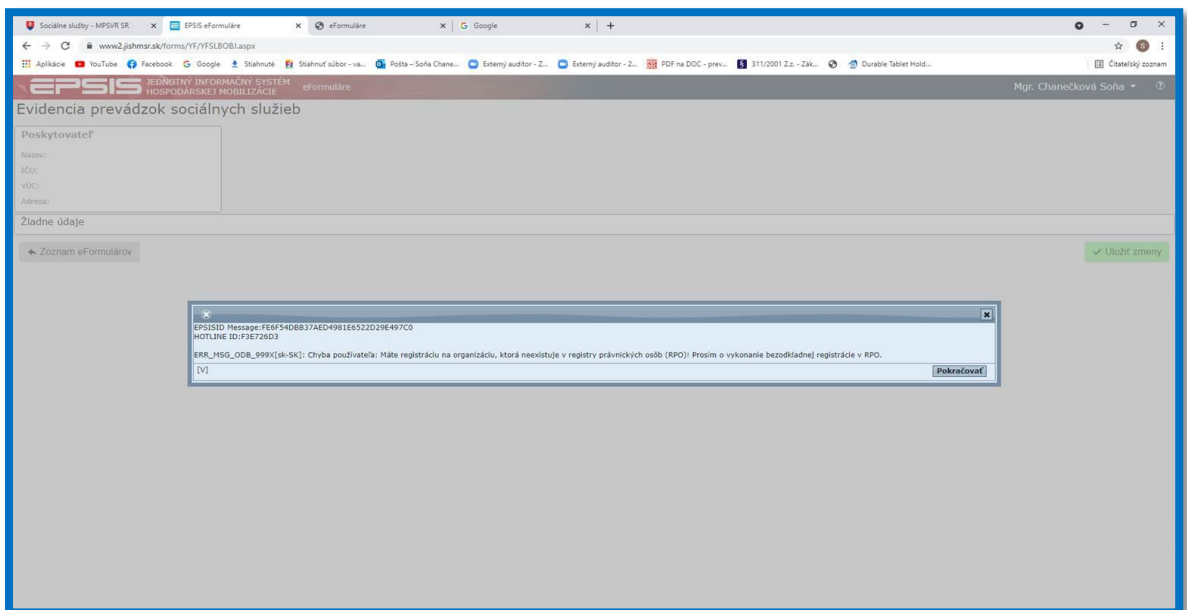 Sociálne služby - MPSVR SR
EPSIS eFormuláre
eFormuláre
Google
www2.jishmsr.sk/forms/YF/YFSLBOBJ.aspx
S
Aplikácie YouTube Facebook Google Stiahnuté Stiahnuť súbor - va... Pošta – Soňa Chane... Externý auditor - Z... Externý auditor - Z... PDF na DOC - prev... 311/2001 Z.z. - Zák... Durable Tablet Hold... Čitateľský zoznam
EPSIS JEDNOTNÝ INFORMAČNÝ SYSTÉM
HOSPODÁRSKEJ MOBILIZÁCIE
eFormuláre
Mgr. Chanečková Soňa
Evidencia prevádzok sociálnych služieb
Poskytovateľ
Názov:
IČO:
VÚC:
Adresa:
Žiadne údaje
Zoznam eFormulárov
Uložiť zmeny
EPSISID Message:FE6F54DBB37AED4981E6522D29E497C0
HOTLINE ID:F3E726D3
ERR_MSG_ODB_999X[sk-SK]: Chyba používateľa: Máte registráciu na organizáciu, ktorá neexistuje v registry právnických osôb (RPO)! Prosím o vykonanie bezodkladnej registrácie v RPO.
[V]
Pokračovať